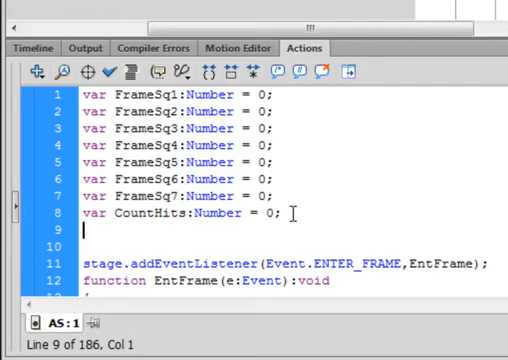 Timeline Output Compiler Errors Motion Editor Actions
1 var FrameSq1:Number = 0;
2 var FrameSq2:Number = 0;
3 var FrameSq3:Number = 0;
4 var FrameSq4:Number = 0;
5 var FrameSq5:Number = 0;
6 var FrameSq6:Number = 0;
7 var FrameSq7:Number = 0;
8 var CountHits:Number = 0;
9
10
11 stage.addEventListener(Event.ENTER_FRAME,EntFrame);
12 function EntFrame(e:Event):void
AS:1
Line 9 of 186, Col 1